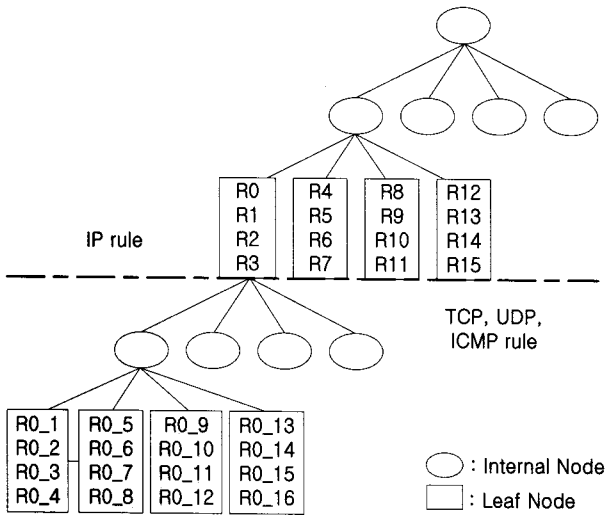 R0
R1
R2
R3
R4
R5
R6
R7
R8
R9
R10
R11
R12
R13
R14
R15
IP rule
TCP, UDP,
ICMP rule
R0_1
R0_2
R0_3
R0_4
R0_5
R0_6
R0_7
R0_8
R0_9
R0_10
R0_11
R0_12
R0_13
R0_14
R0_15
R0_16
: Internal Node
: Leaf Node